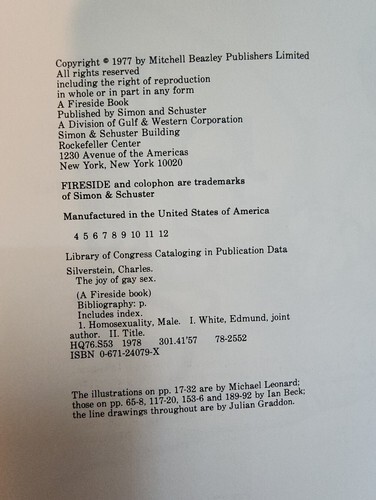 Copyright © 1977 by Mitchell Beazley Publishers Limited
All rights reserved
including the right of reproduction
in whole or in part in any form
A Fireside Book
Published by Simon and Schuster
A Division of Gulf & Western Corporation
Simon & Schuster Building
Rockefeller Center
1230 Avenue of the Americas
New York, New York 10020
FIRESIDE and colophon are trademarks
of Simon & Schuster
Manufactured in the United States of America
4 5 6 7 8 9 10 11 12
Library of Congress Cataloging in Publication Data
Silverstein, Charles.
The joy of gay sex.
(A Fireside book)
Bibliography: p.
Includes index.
1. Homosexuality, Male. I. White, Edmund, joint
author. II. Title.
HQ76.S53 1978 301.41'57 78-2552
ISBN 0-671-24079-X
The illustrations on pp. 17-32 are by Michael Leonard;
those on pp. 65-8, 117-20, 153-6 and 189-92 by Ian Beck;
the line drawings throughout are by Julian Graddon.